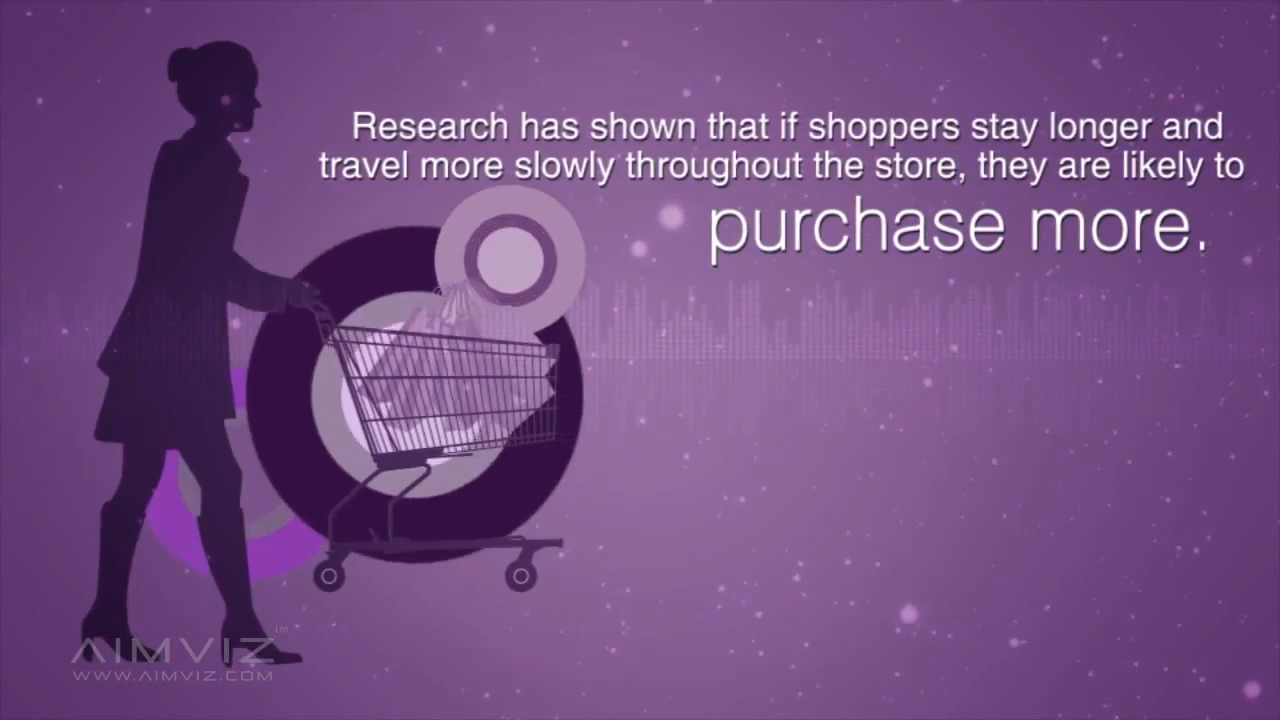 Research has shown that if shoppers stay longer and
travel more slowly throughout the store, they are likely to
purchase more.
AIMVIZ™
WWW.AIMVIZ.COM